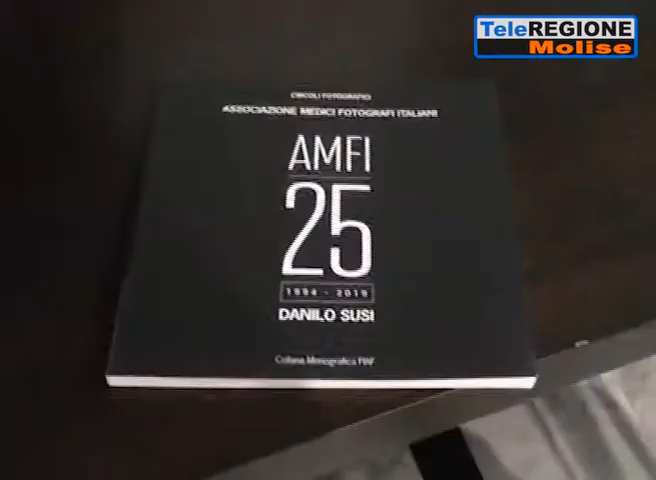 TeleREGIONE
Molise
CIRCOLI FOTOGRAFICI
ASSOCIAZIONE MEDICI FOTOGRAFI ITALIANI
AMFI
25
1994 - 2019
DANILO SUSI
Collana Monografica FIAF